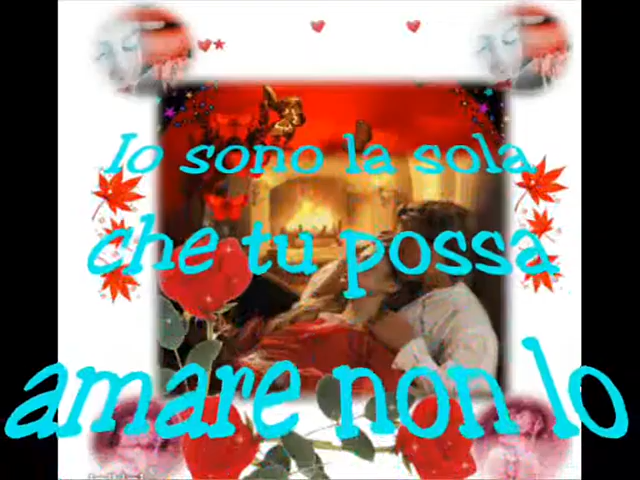 Io sono la sola
che tu possa
amare non lo